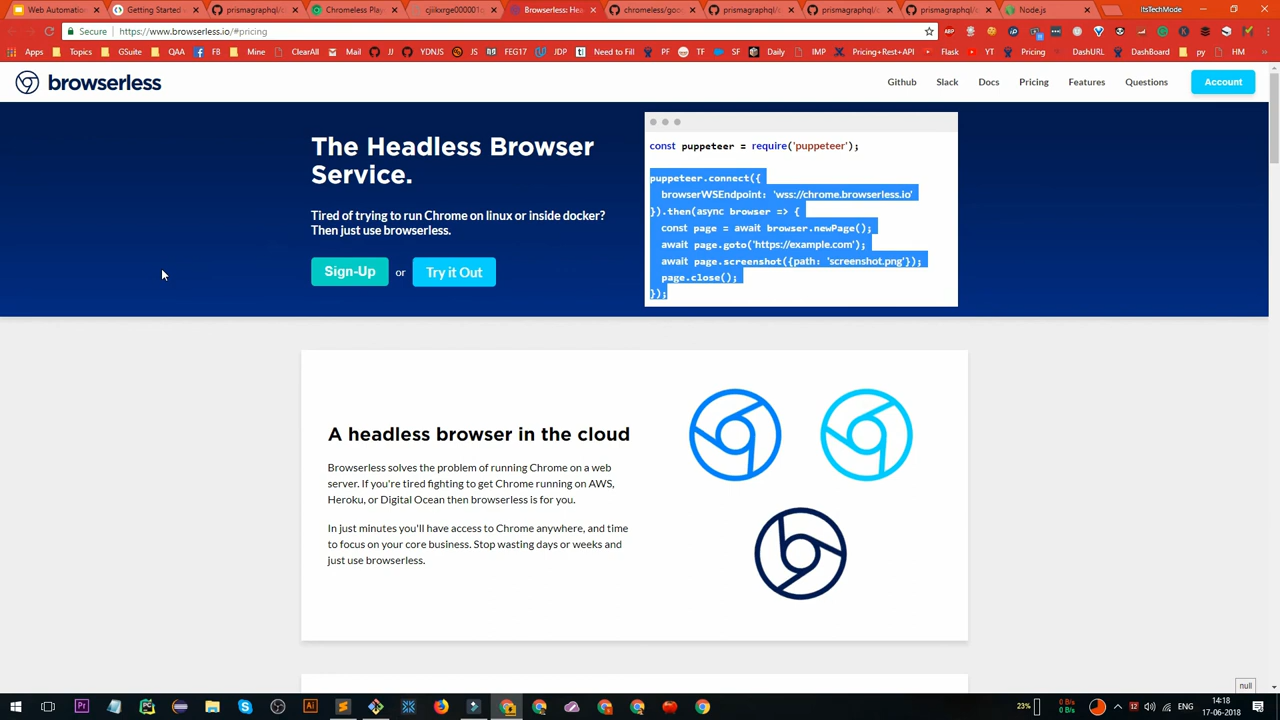 Web Automation
Getting Started
prismagraphql/c
Chromeless Play
cjiikxrge000001c
Browserless: Hea
chromeless/goo
prismagraphql/c
prismagraphql/c
prismagraphql/c
Node.js
ItsTechMode
Secure
https://www.browserless.io/#pricing
Apps
Topics
GSuite
QAA
FB
Mine
ClearAll
Mail
JJ
YDNJS
JS
FEG17
JDP
Need to Fill
PF
TF
SF
Daily
IMP
Pricing+Rest+API
Flask
YT
Pricing
DashURL
DashBoard
py
HM
browserless
Github
Slack
Docs
Pricing
Features
Questions
Account
The Headless Browser
Service.
Tired of trying to run Chrome on linux or inside docker?
Then just use browserless.
Sign-Up
or
Try it Out
const puppeteer = require('puppeteer');
puppeteer.connect({
browserWSEndpoint: 'wss://chrome.browserless.io'
}).then(async browser => {
const page = await browser.newPage();
await page.goto('https://example.com');
await page.screenshot({path: 'screenshot.png'});
page.close();
});
A headless browser in the cloud
Browserless solves the problem of running Chrome on a web
server. If you're tired fighting to get Chrome running on AWS,
Heroku, or Digital Ocean then browserless is for you.
In just minutes you'll have access to Chrome anywhere, and time
to focus on your core business. Stop wasting days or weeks and
just use browserless.
null
23%
0 B/s
0 B/s
ENG
14:18
17-06-2018